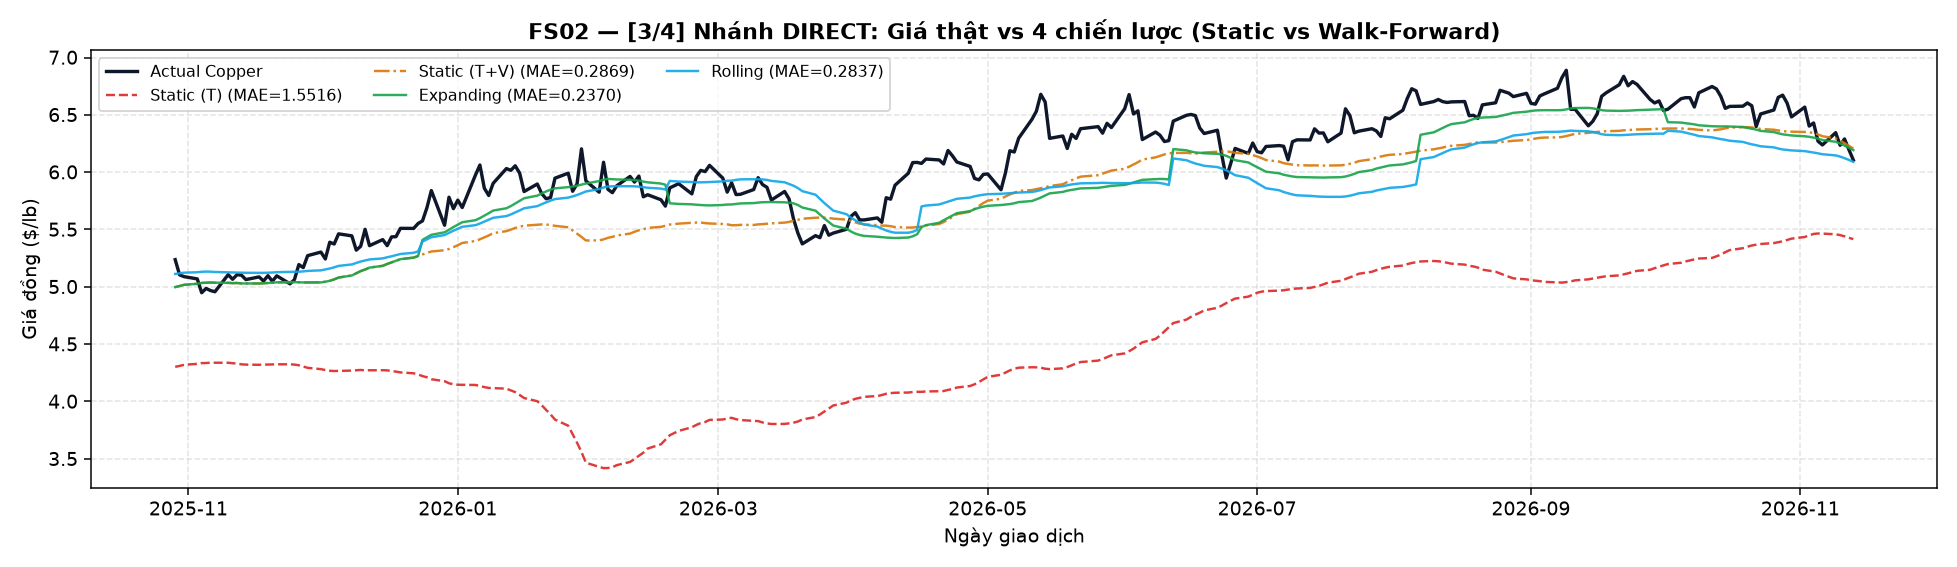 FS02 — [3/4] Nhánh DIRECT: Giá thật vs 4 chiến lược (Static vs Walk-Forward)
Actual Copper
Static (T) (MAE=1.5516)
Static (T+V) (MAE=0.2869)
Expanding (MAE=0.2370)
Rolling (MAE=0.2837)
Giá đồng ($/lb)
7.0
6.5
6.0
5.5
5.0
4.5
4.0
3.5
2025-11
2026-01
2026-03
2026-05
2026-07
2026-09
2026-11
Ngày giao dịch